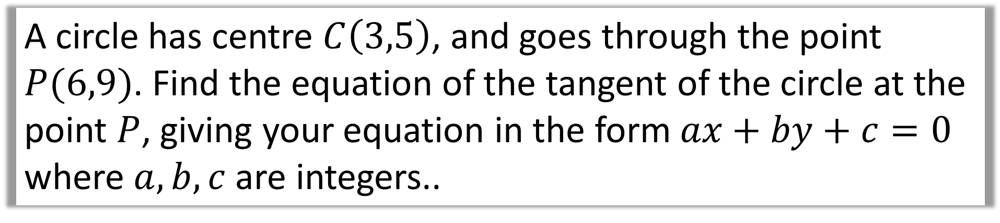 A circle has centre C(3,5), and goes through the point
P(6,9). Find the equation of the tangent of the circle at the
point P, giving your equation in the form ax + by + c = 0
where a, b, c are integers..